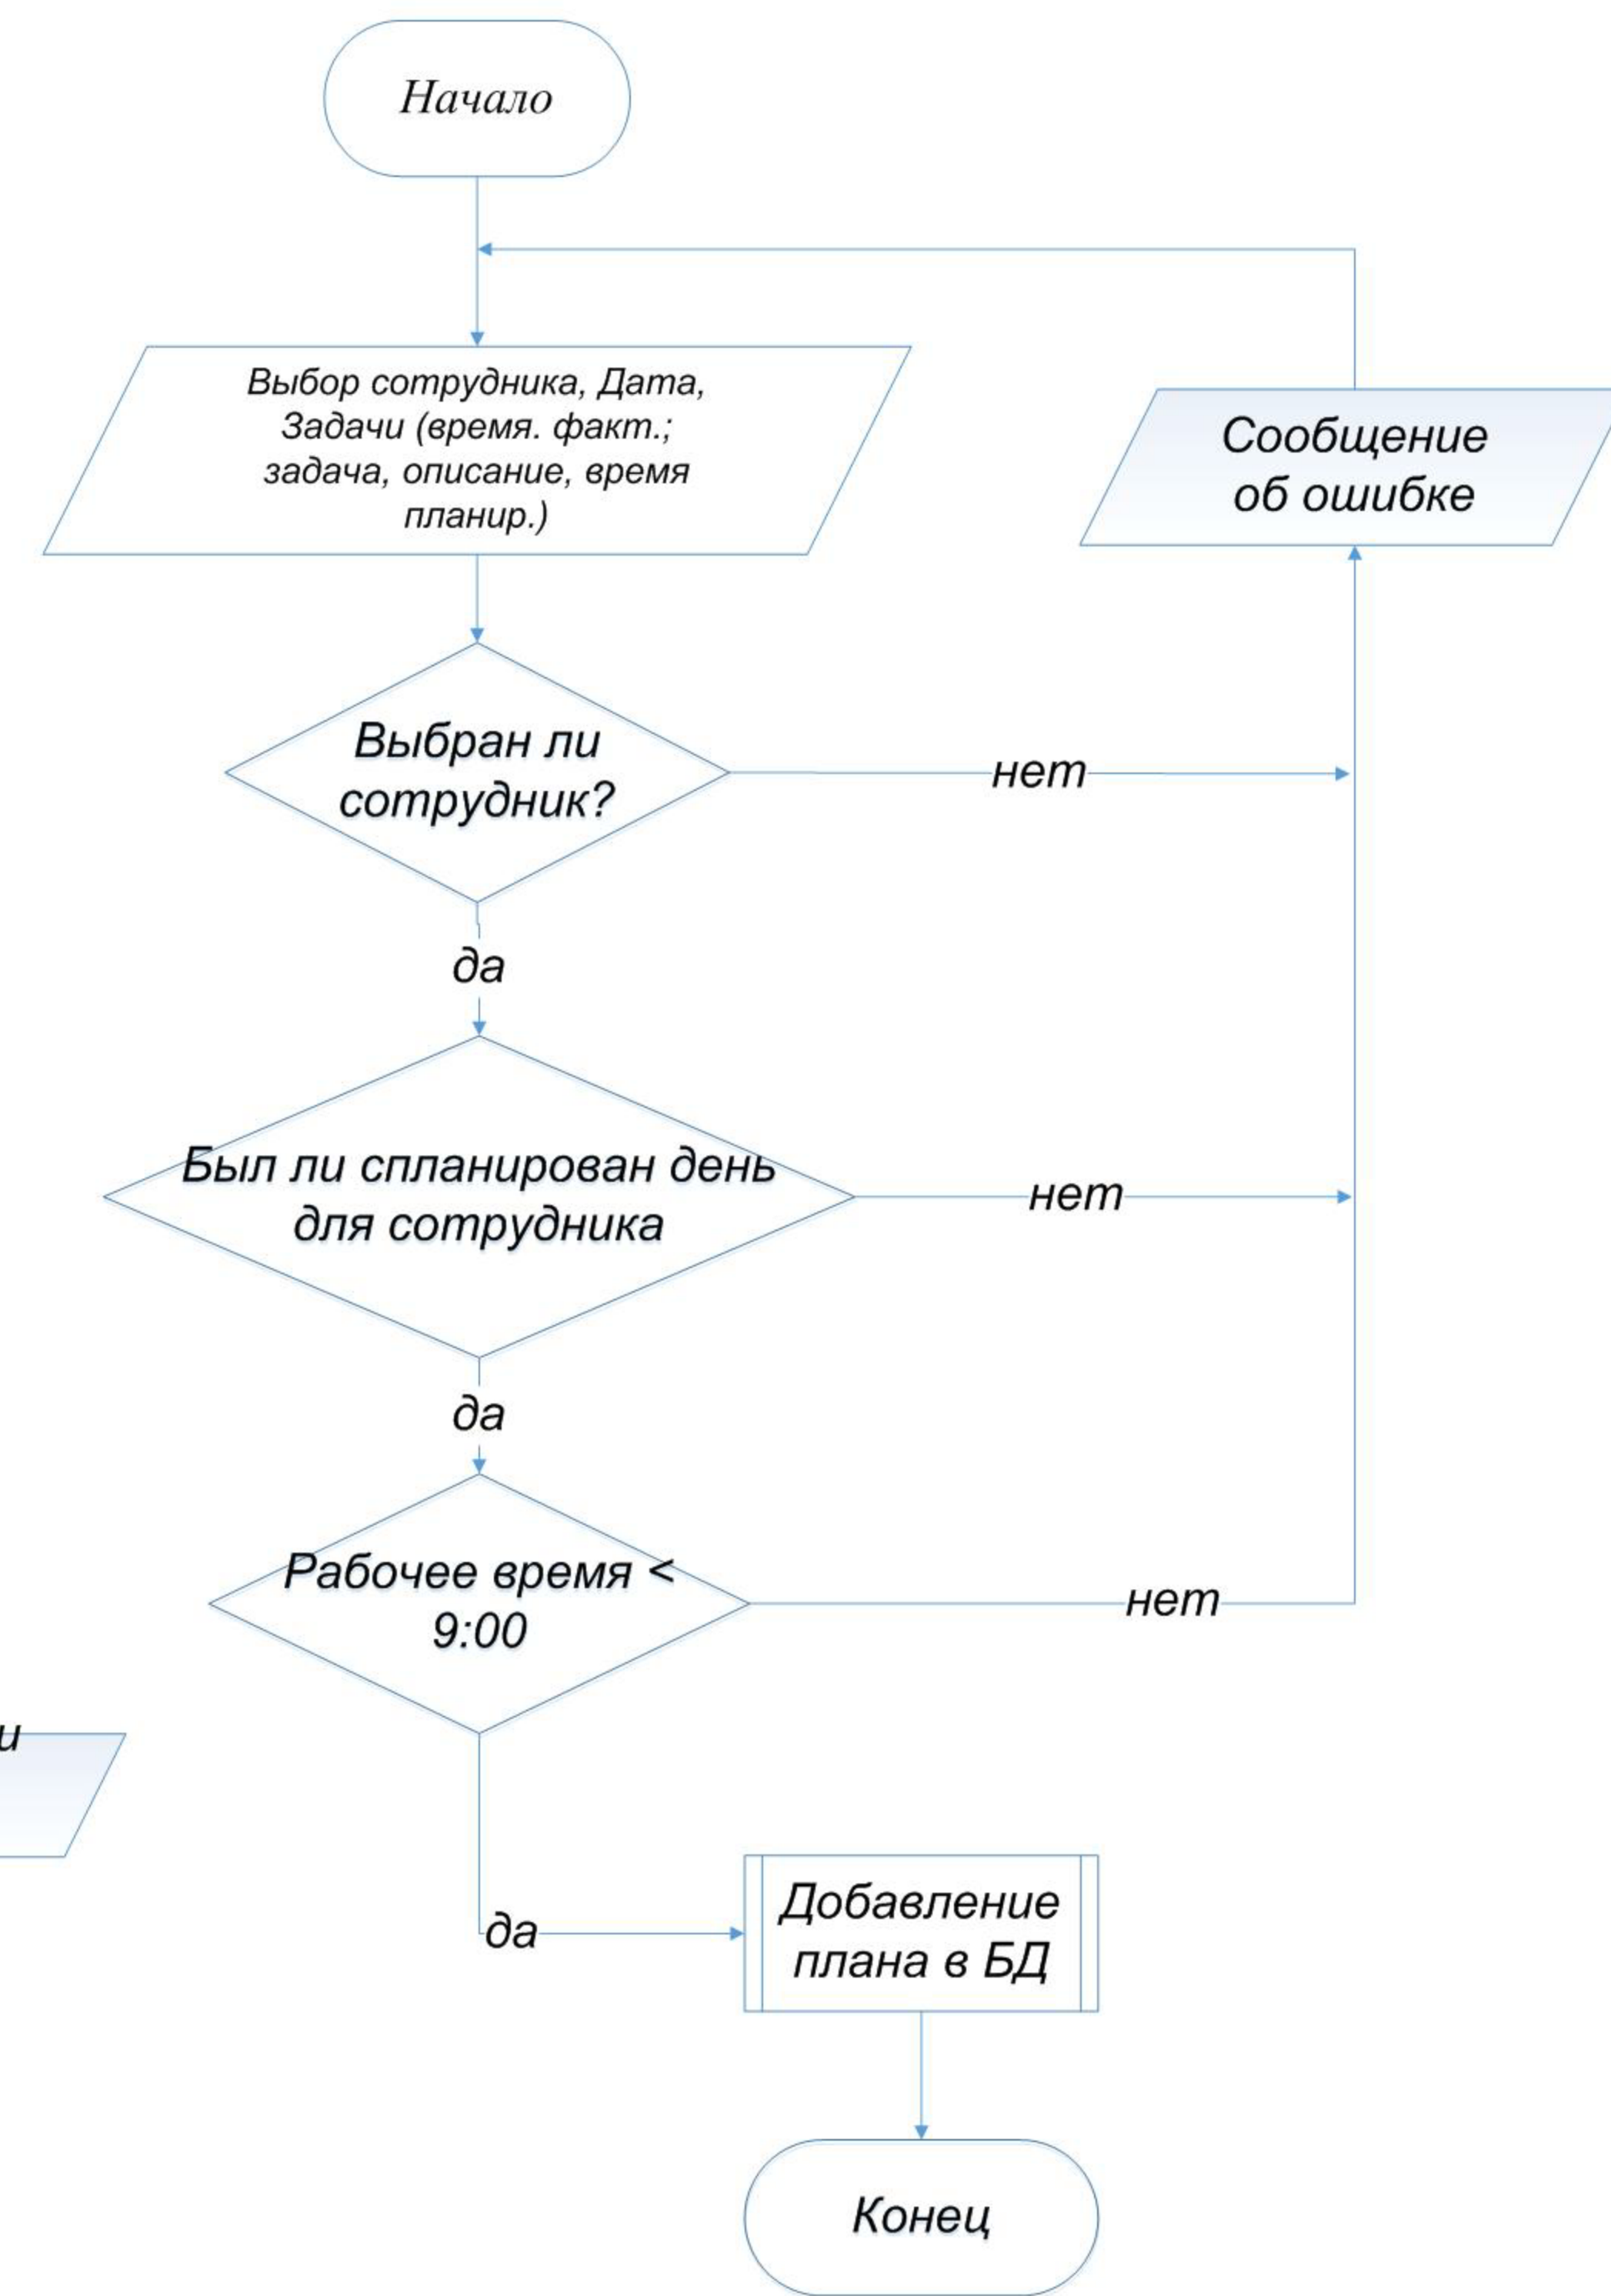 Начало
Выбор сотрудника, Дата,
Задачи (время. факт.;
задача, описание, время
планир.)
Сообщение
об ошибке
Выбран ли
сотрудник?
нет
да
Был ли спланирован день
для сотрудника
нет
да
Рабочее время <
9:00
нет
и
да
Добавление
плана в БД
Конец